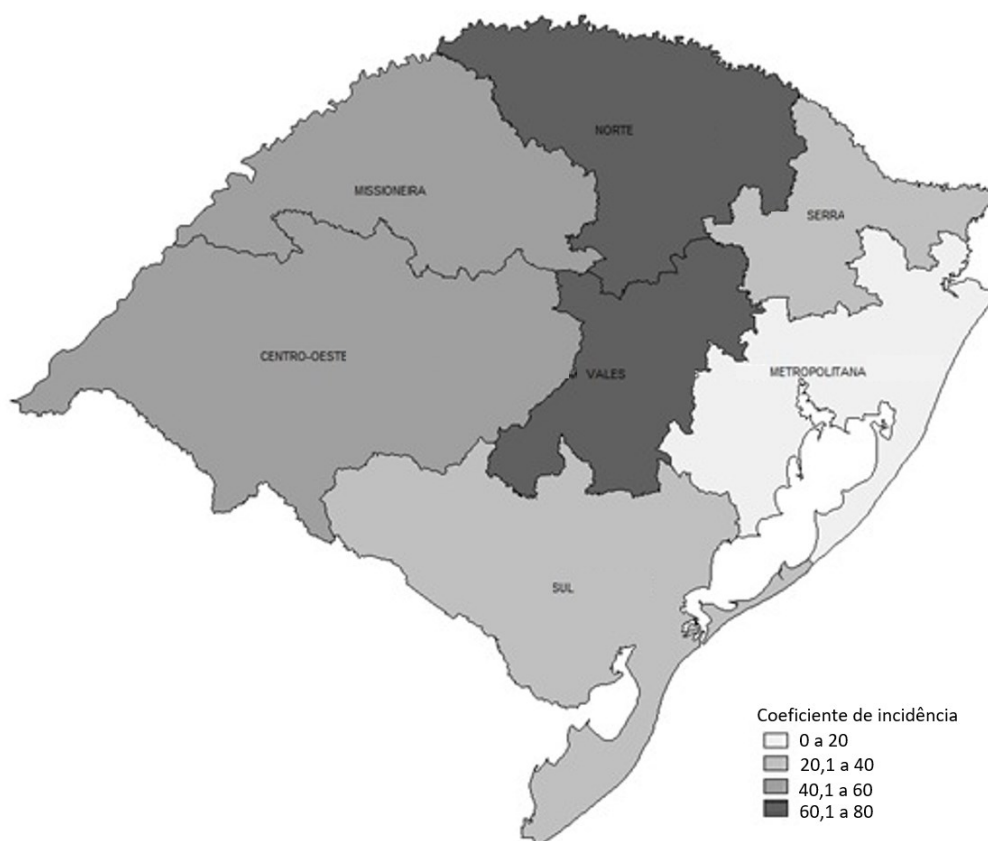 NORTE
MISSIONEIRA
SERRA
CENTRO-OESTE
VALES
METROPOLITANA
SUL
Coeficiente de incidência
0 a 20
20,1 a 40
40,1 a 60
60,1 a 80